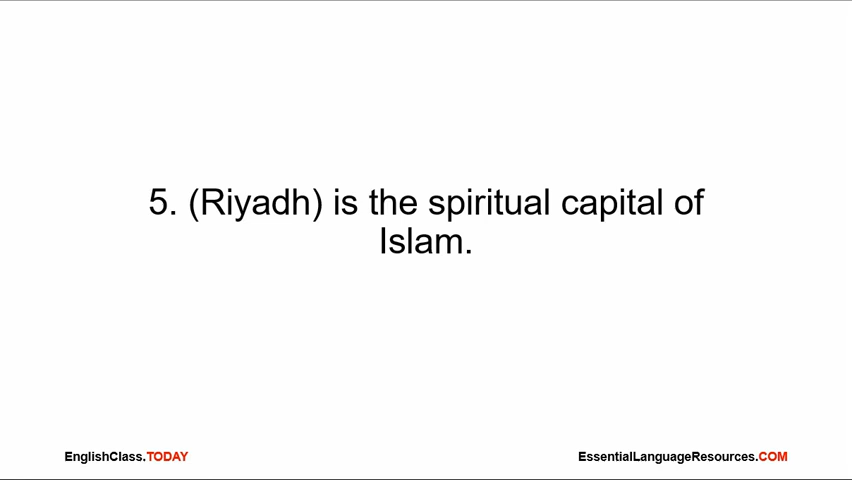 5. (Riyadh) is the spiritual capital of
Islam.
EnglishClass.TODAY
EssentialLanguageResources.COM